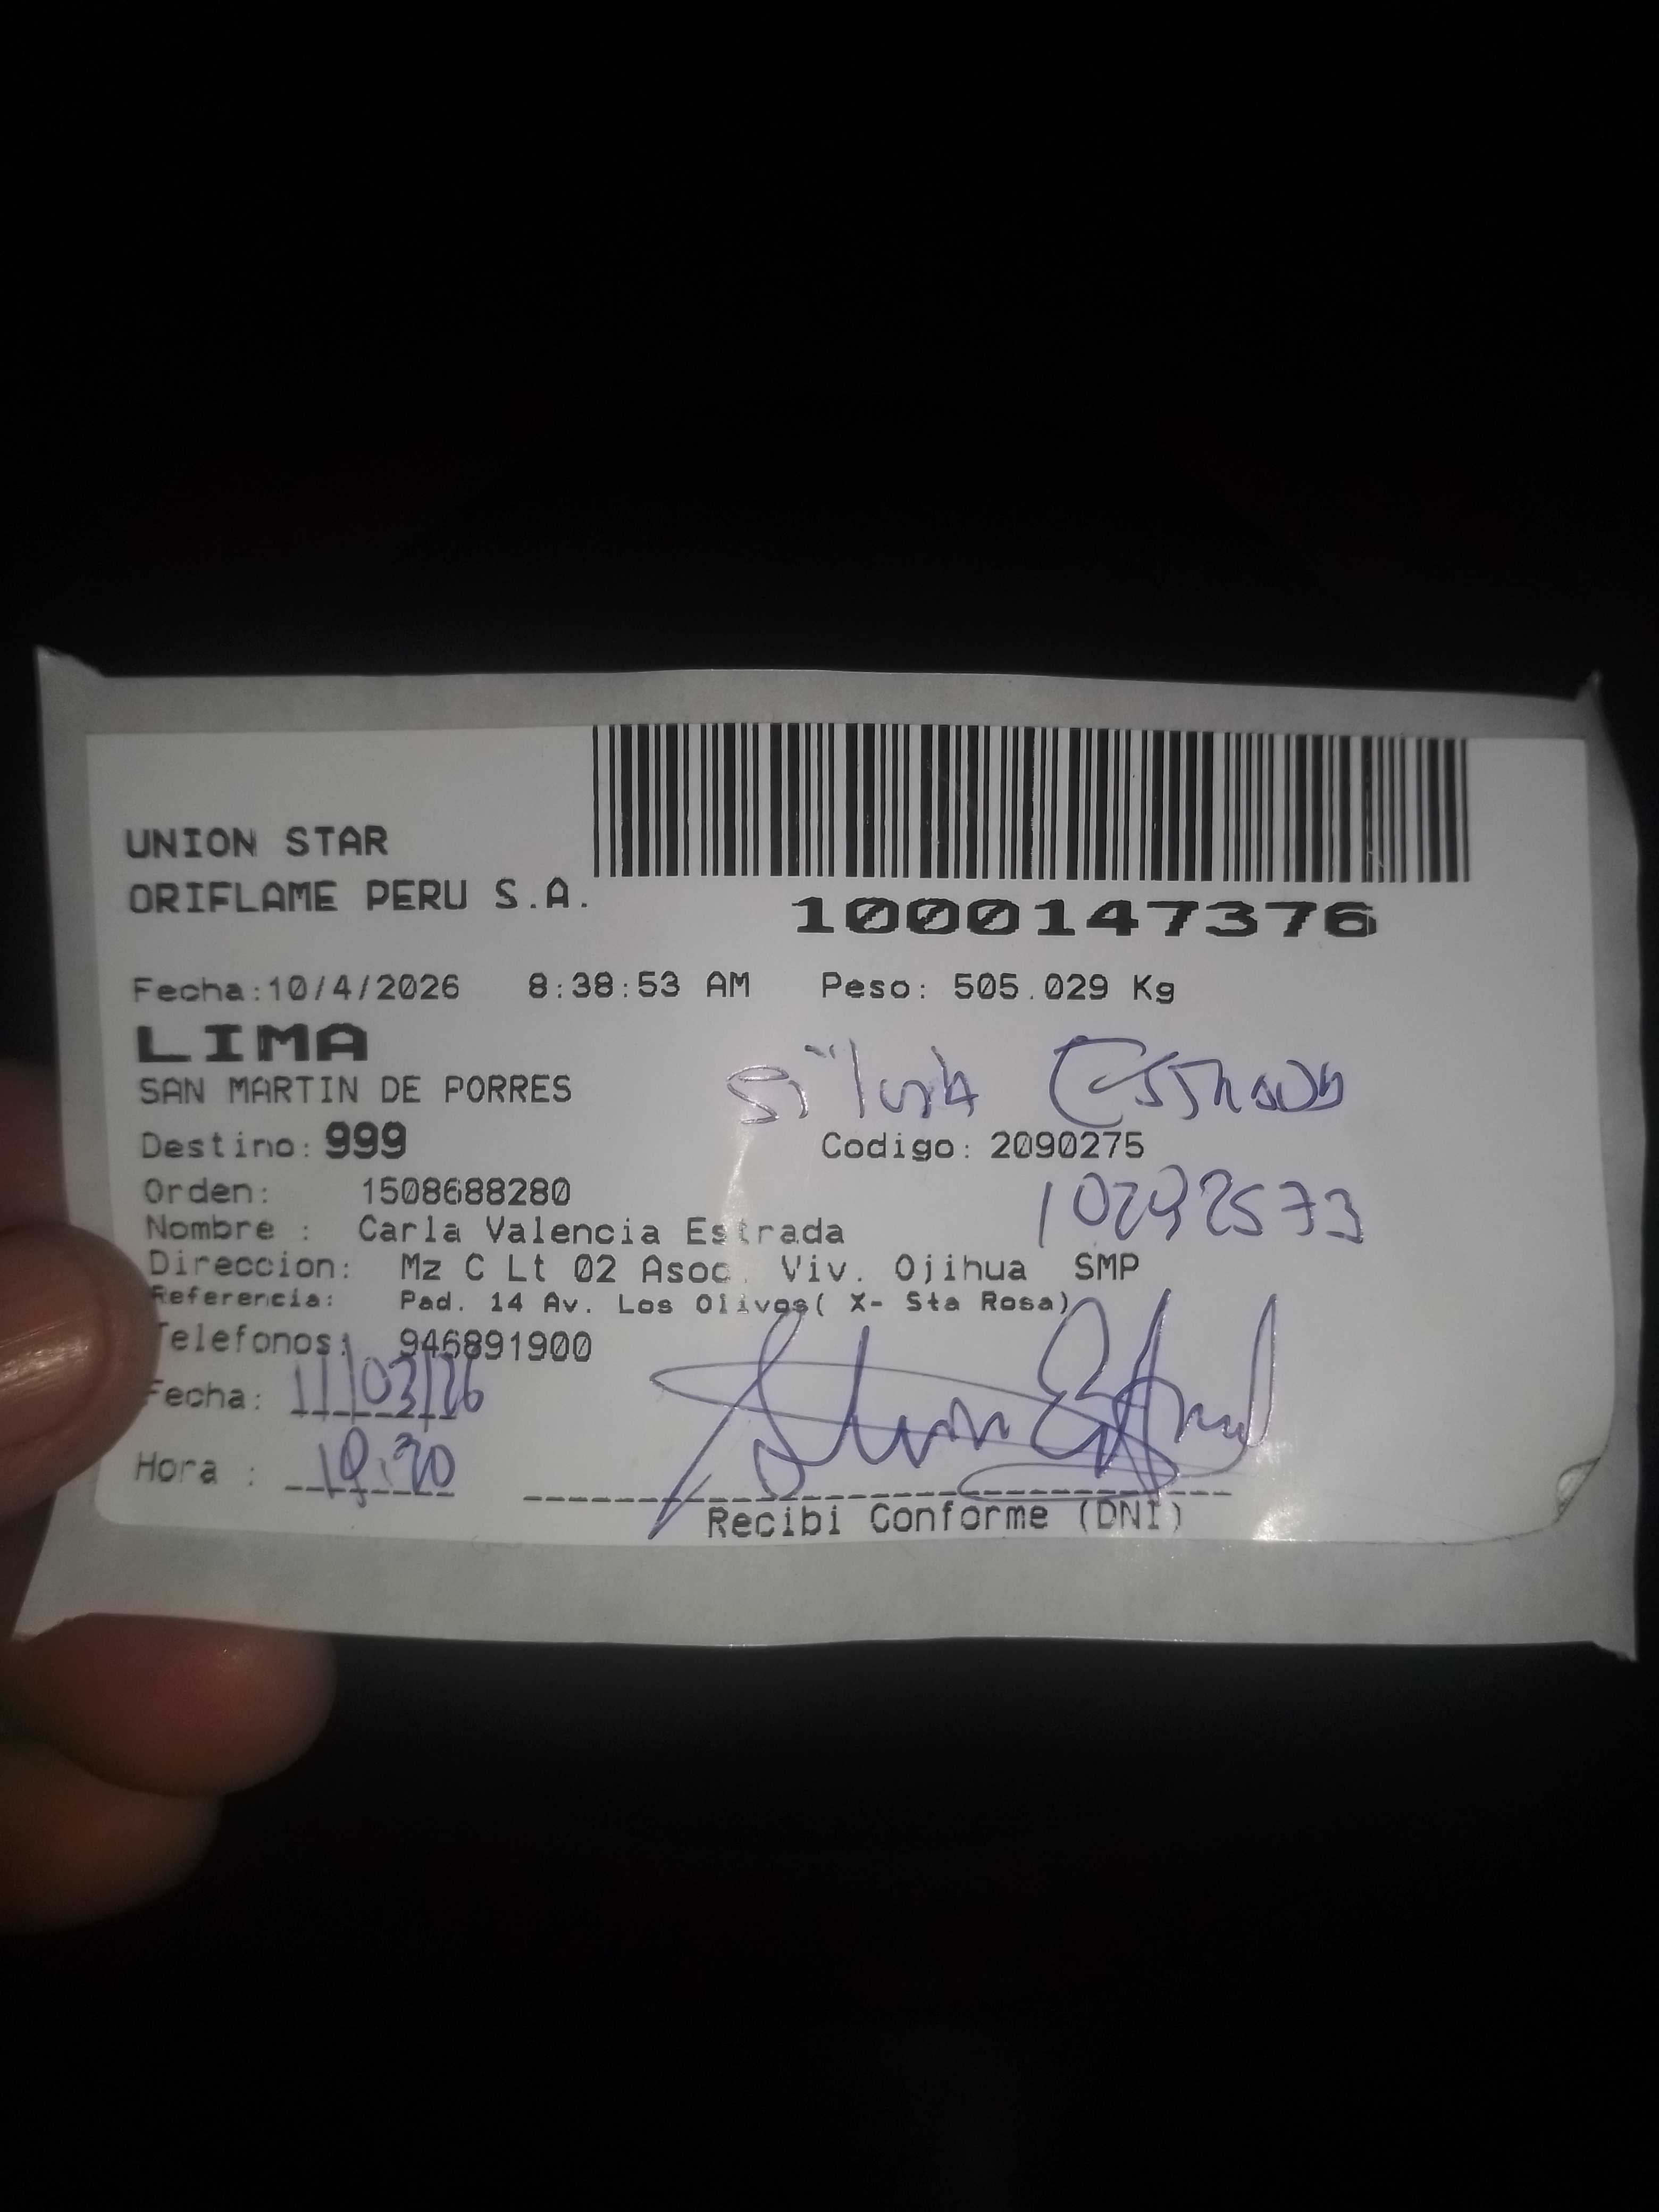 UNION STAR
ORIFLAME PERU S.A.
1000147376
Fecha:10/4/2026 8:38:53 AM Peso: 505.029 Kg
LIMA
SAN MARTIN DE PORRES
Silvia Estrada
Destino: 999 Codigo: 2090275
Orden: 1508688280
Nombre : Carla Valencia Estrada
Direccion: Mz C Lt 02 Asoc. Viv. Ojihua SMP
Referencia: Pad. 14 Av. Los Olivos( X- Sta Rosa)
Telefonos: 946891900
Fecha: 11/03/26
Hora :
Recibi Conforme (DNI)